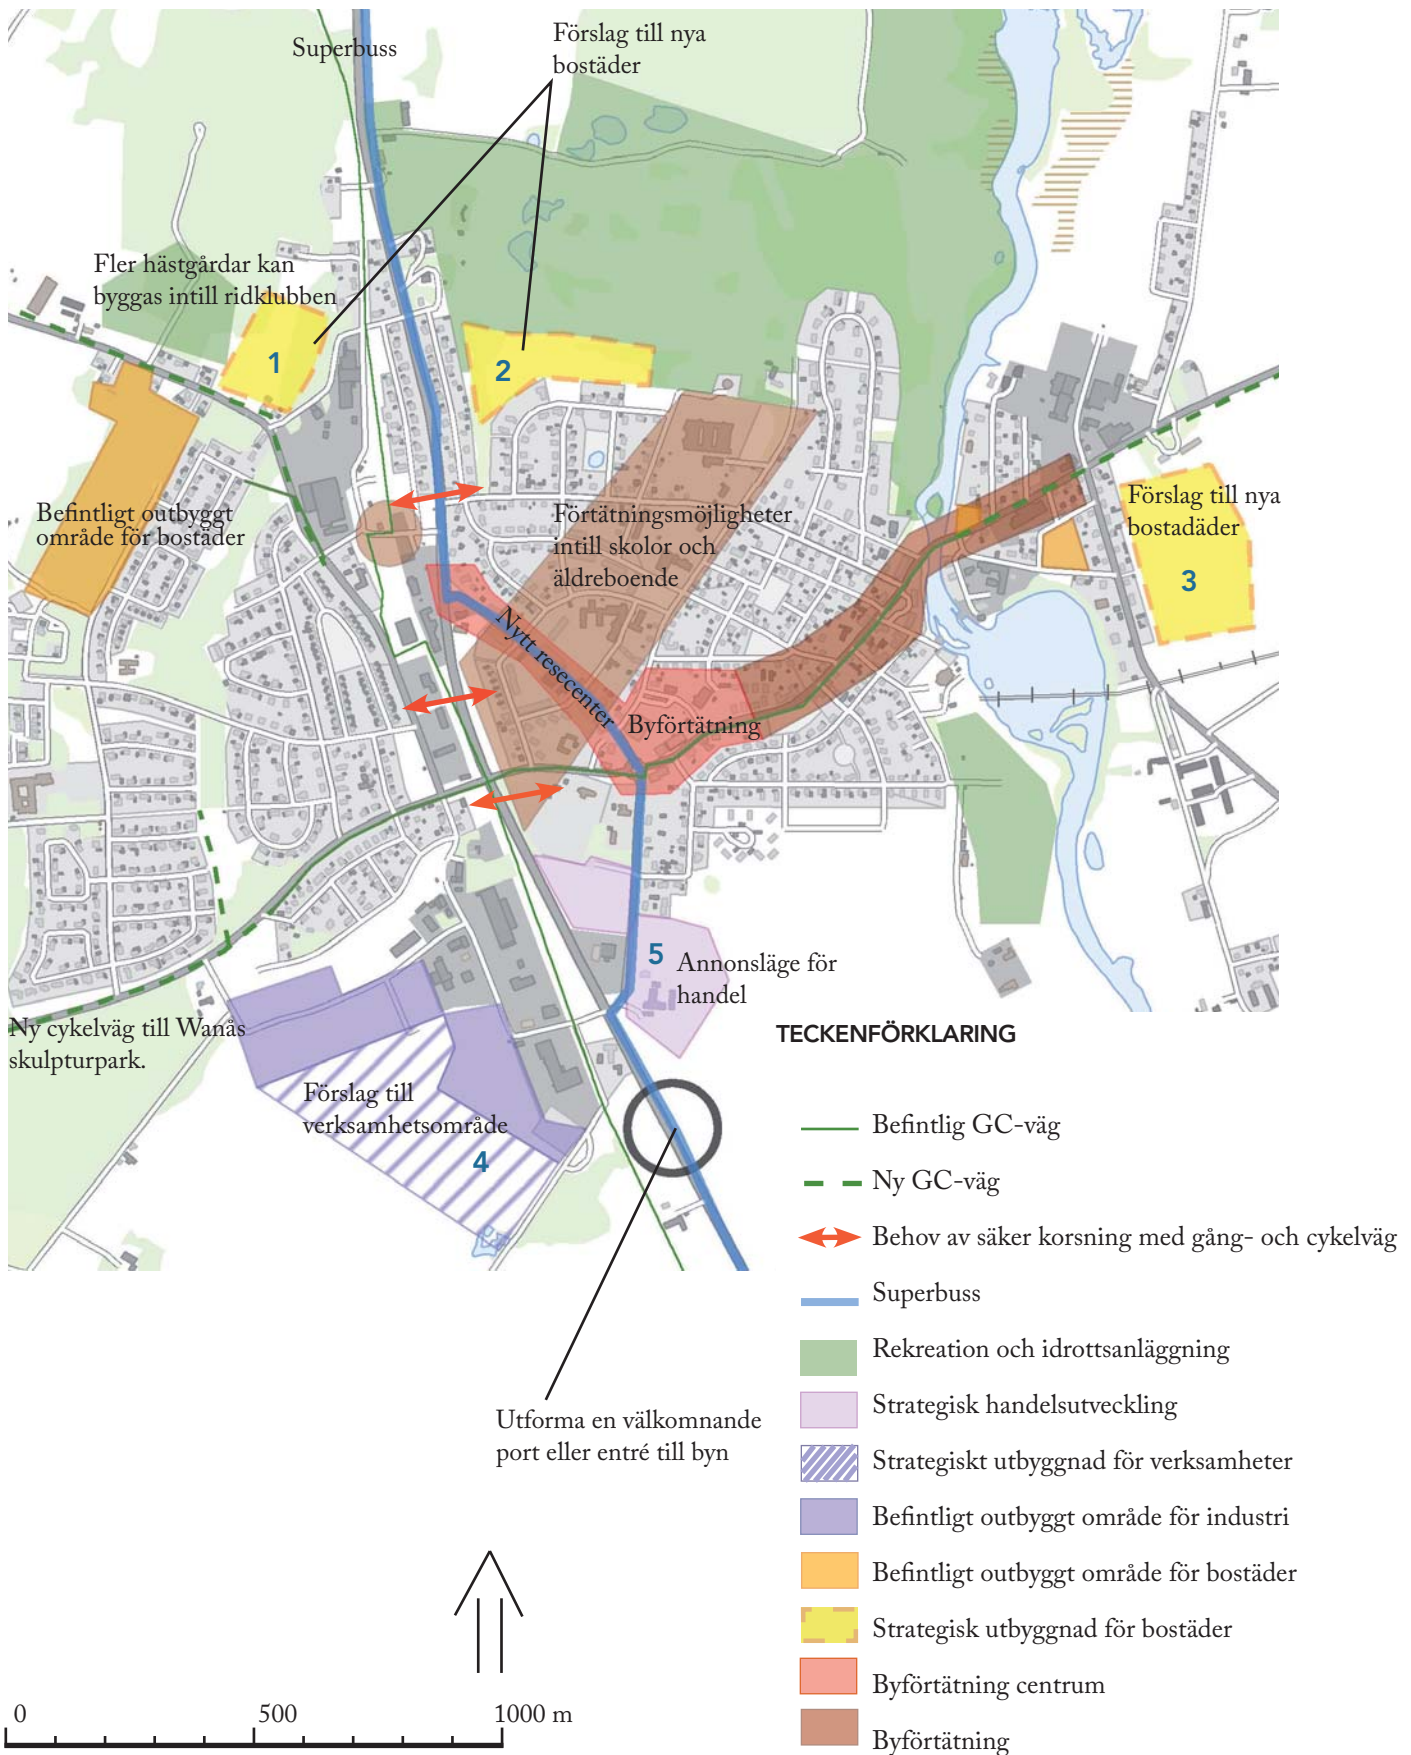 Superbuss
Förslag till nya
bostäder
Fler hästgårdar kan
byggas intill ridklubben
1
2
Befintligt outbyggt
område för bostäder
Förtätningsmöjligheter
intill skolor och
äldreboende
Förslag till nya
bostadäder
3
Nytt resecenter
Byförtätning
5
Annonsläge för
handel
Ny cykelväg till Wanås
skulpturpark.
Förslag till
verksamhetsområde
4
Utforma en välkomnande
port eller entré till byn
TECKENFÖRKLARING
Befintlig GC-väg
Ny GC-väg
Behov av säker korsning med gång- och cykelväg
Superbuss
Rekreation och idrottsanläggning
Strategisk handelsutveckling
Strategiskt utbyggnad för verksamheter
Befintligt outbyggt område för industri
Befintligt outbyggt område för bostäder
Strategisk utbyggnad för bostäder
Byförtätning centrum
Byförtätning
0 500 1000 m